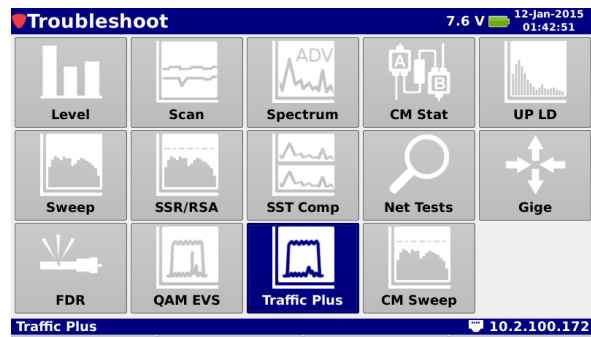 Troubleshoot
7.6 V
12-Jan-2015
01:42:51
Level
Scan
ADV
Spectrum
A
B
CM Stat
UP LD
Sweep
SSR/RSA
SST Comp
Net Tests
Gige
FDR
QAM EVS
Traffic Plus
CM Sweep
Traffic Plus
10.2.100.172